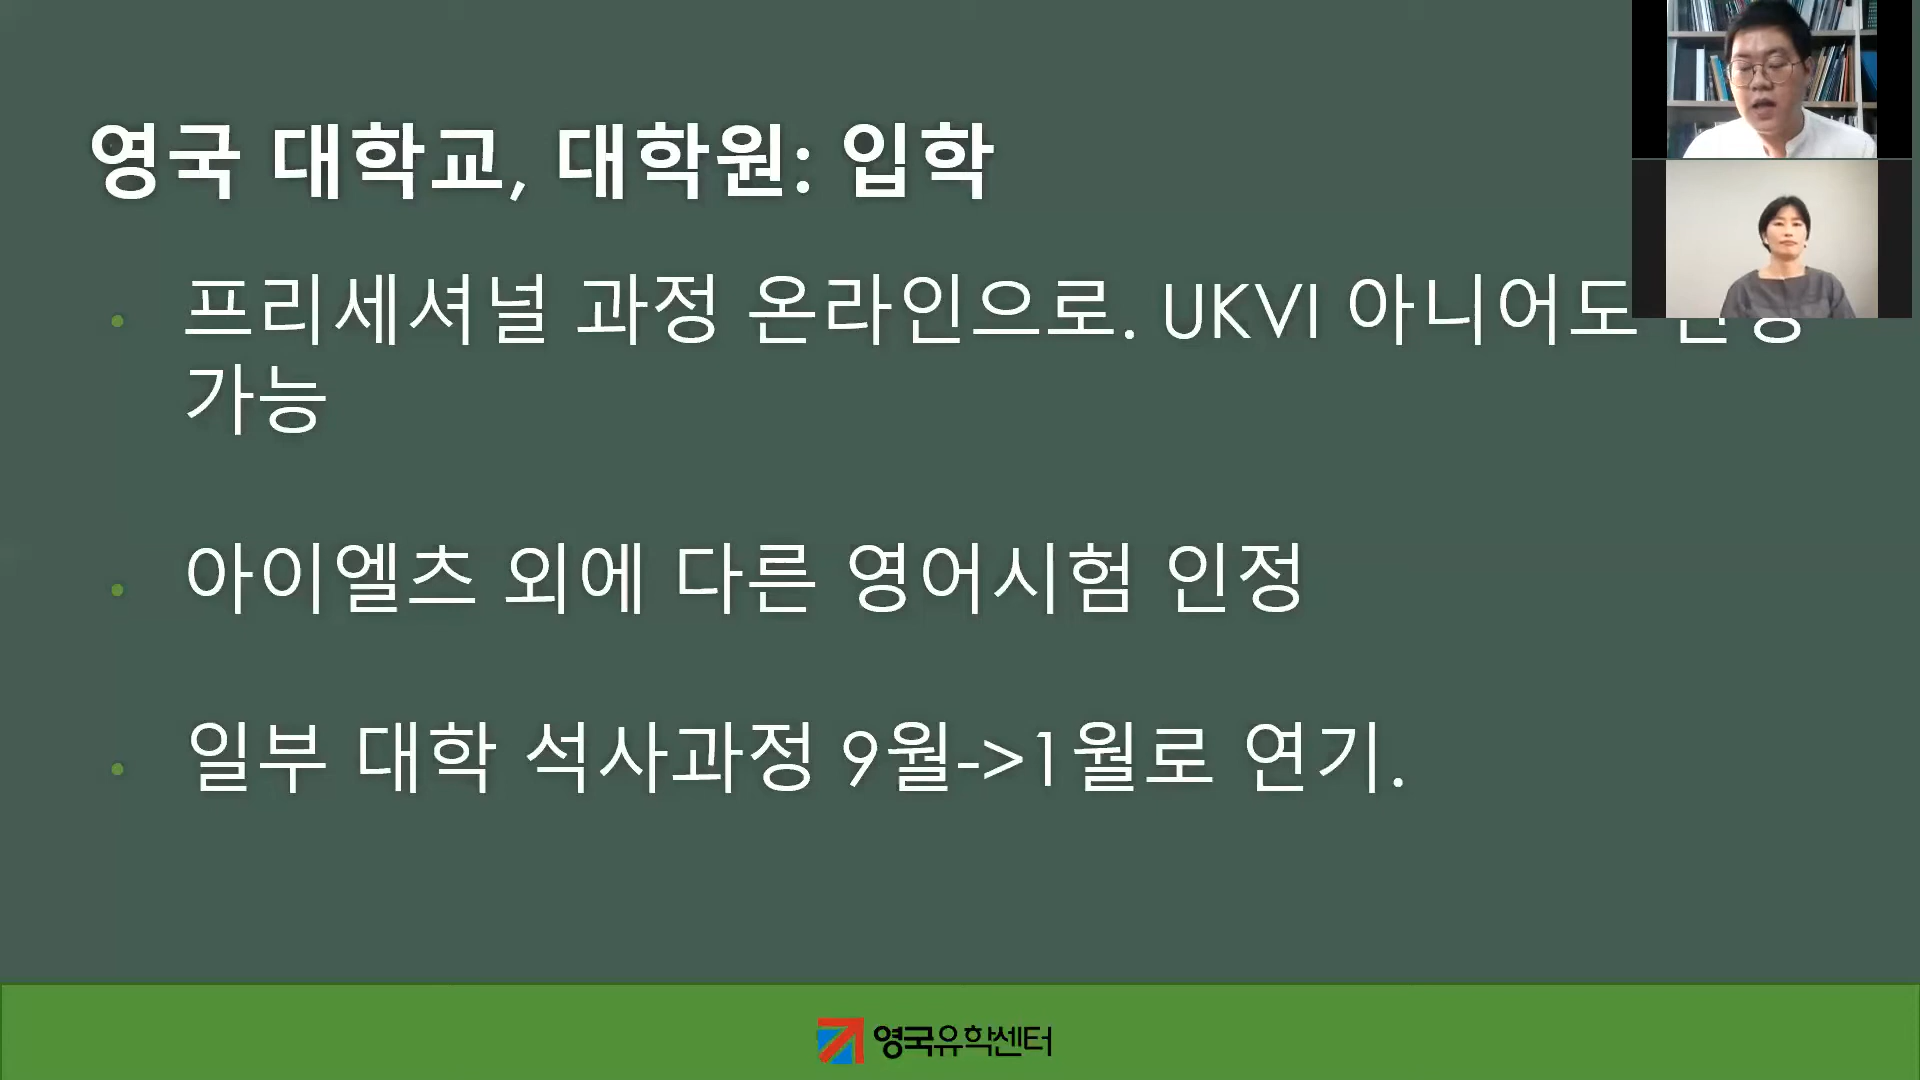 영국 대학교, 대학원: 입학
프리세셔널 과정 온라인으로. UKVI 아니어도
가능
아이엘츠 외에 다른 영어시험 인정
일부 대학 석사과정 9월->1월로 연기.
영국유학센터